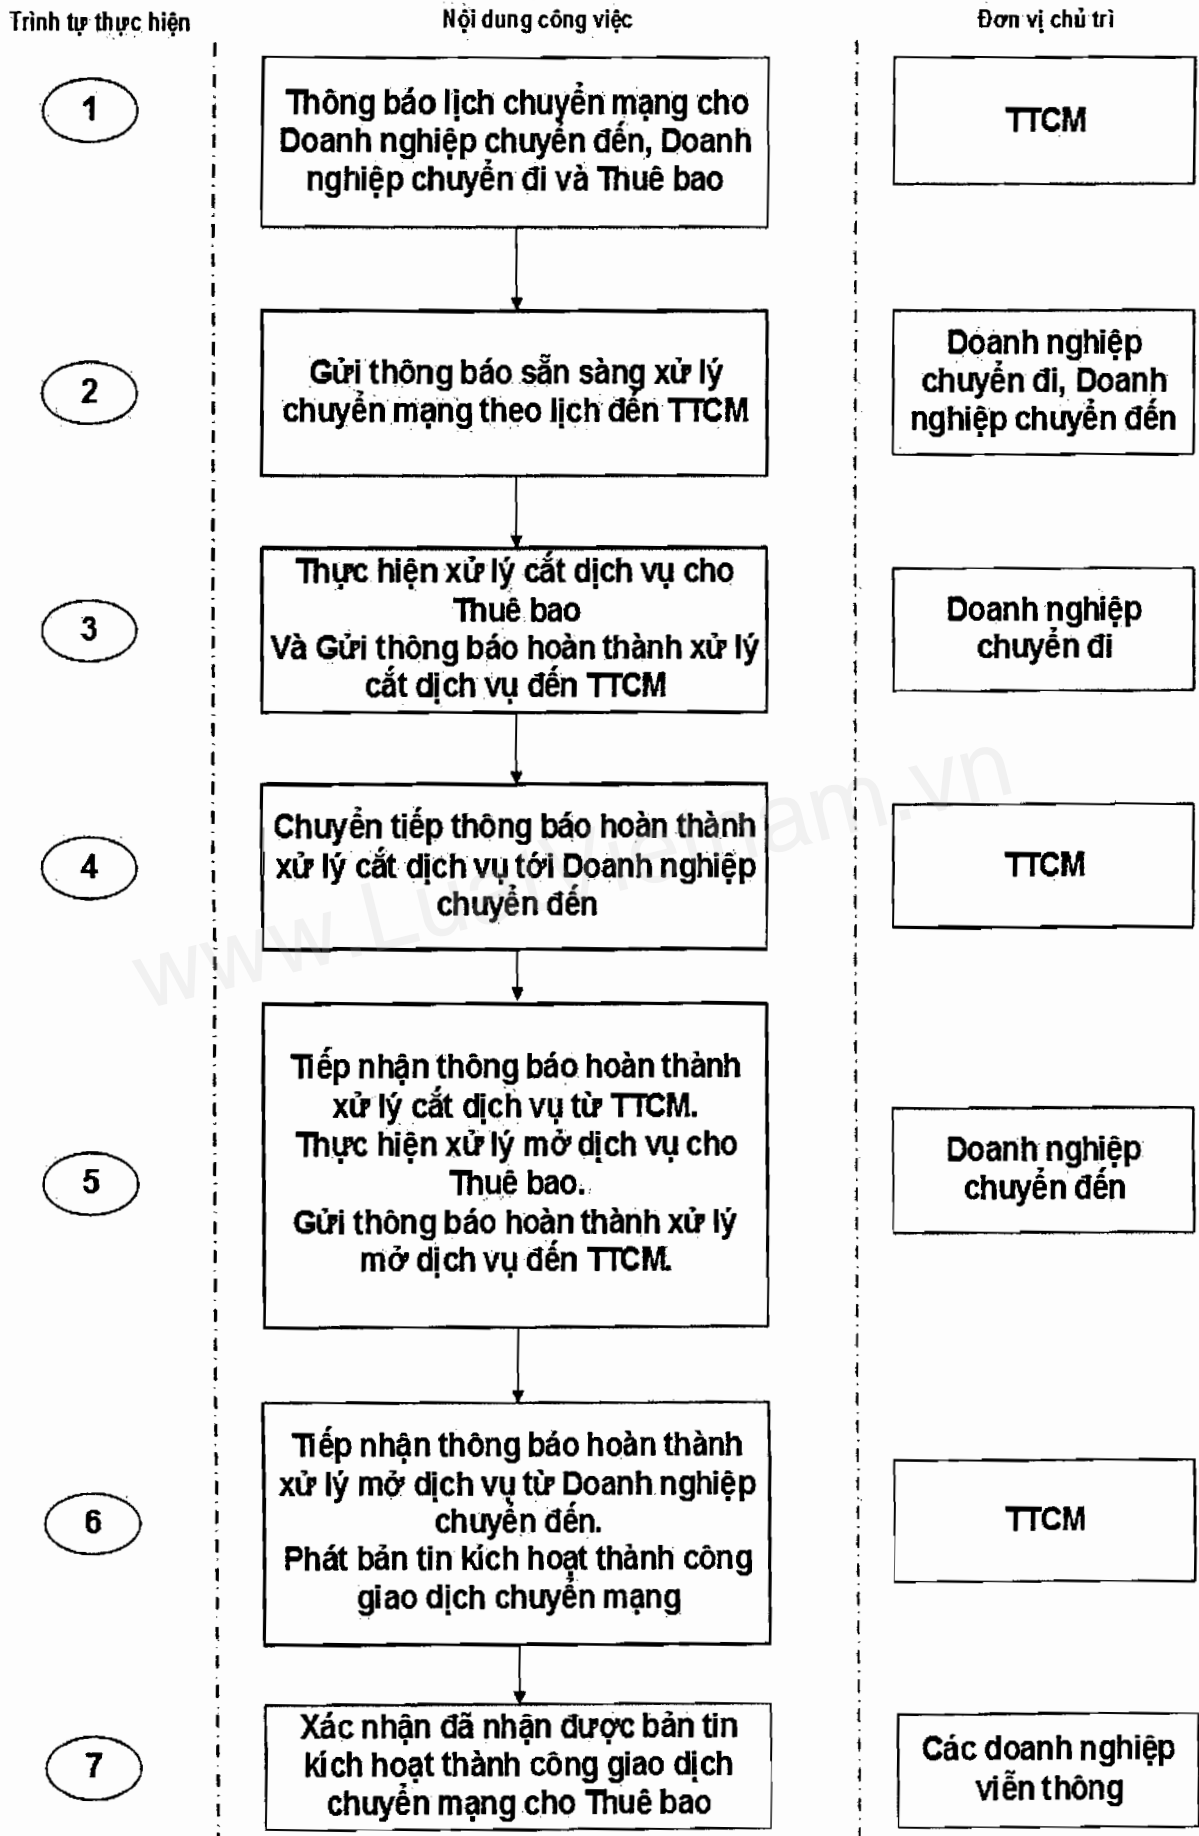 Trình tự thực hiện
Nội dung công việc
Đơn vị chủ trì
1
Thông báo lịch chuyển mạng cho
Doanh nghiệp chuyển đến, Doanh
nghiệp chuyển đi và Thuê bao
TTCM
2
Gửi thông báo sẵn sàng xử lý
chuyển mạng theo lịch đến TTCM
Doanh nghiệp
chuyển đi, Doanh
nghiệp chuyển đến
3
Thực hiện xử lý cắt dịch vụ cho
Thuê bao
Và Gửi thông báo hoàn thành xử lý
cắt dịch vụ đến TTCM
Doanh nghiệp
chuyển đi
4
Chuyển tiếp thông báo hoàn thành
xử lý cắt dịch vụ tới Doanh nghiệp
chuyển đến
TTCM
www.LuatVietnam.vn
5
Tiếp nhận thông báo hoàn thành
xử lý cắt dịch vụ từ TTCM.
Thực hiện xử lý mở dịch vụ cho
Thuê bao.
Gửi thông báo hoàn thành xử lý
mở dịch vụ đến TTCM.
Doanh nghiệp
chuyển đến
6
Tiếp nhận thông báo hoàn thành
xử lý mở dịch vụ từ Doanh nghiệp
chuyển đến.
Phát bản tin kích hoạt thành công
giao dịch chuyển mạng
TTCM
7
Xác nhận đã nhận được bản tin
kích hoạt thành công giao dịch
chuyển mạng cho Thuê bao
Các doanh nghiệp
viễn thông